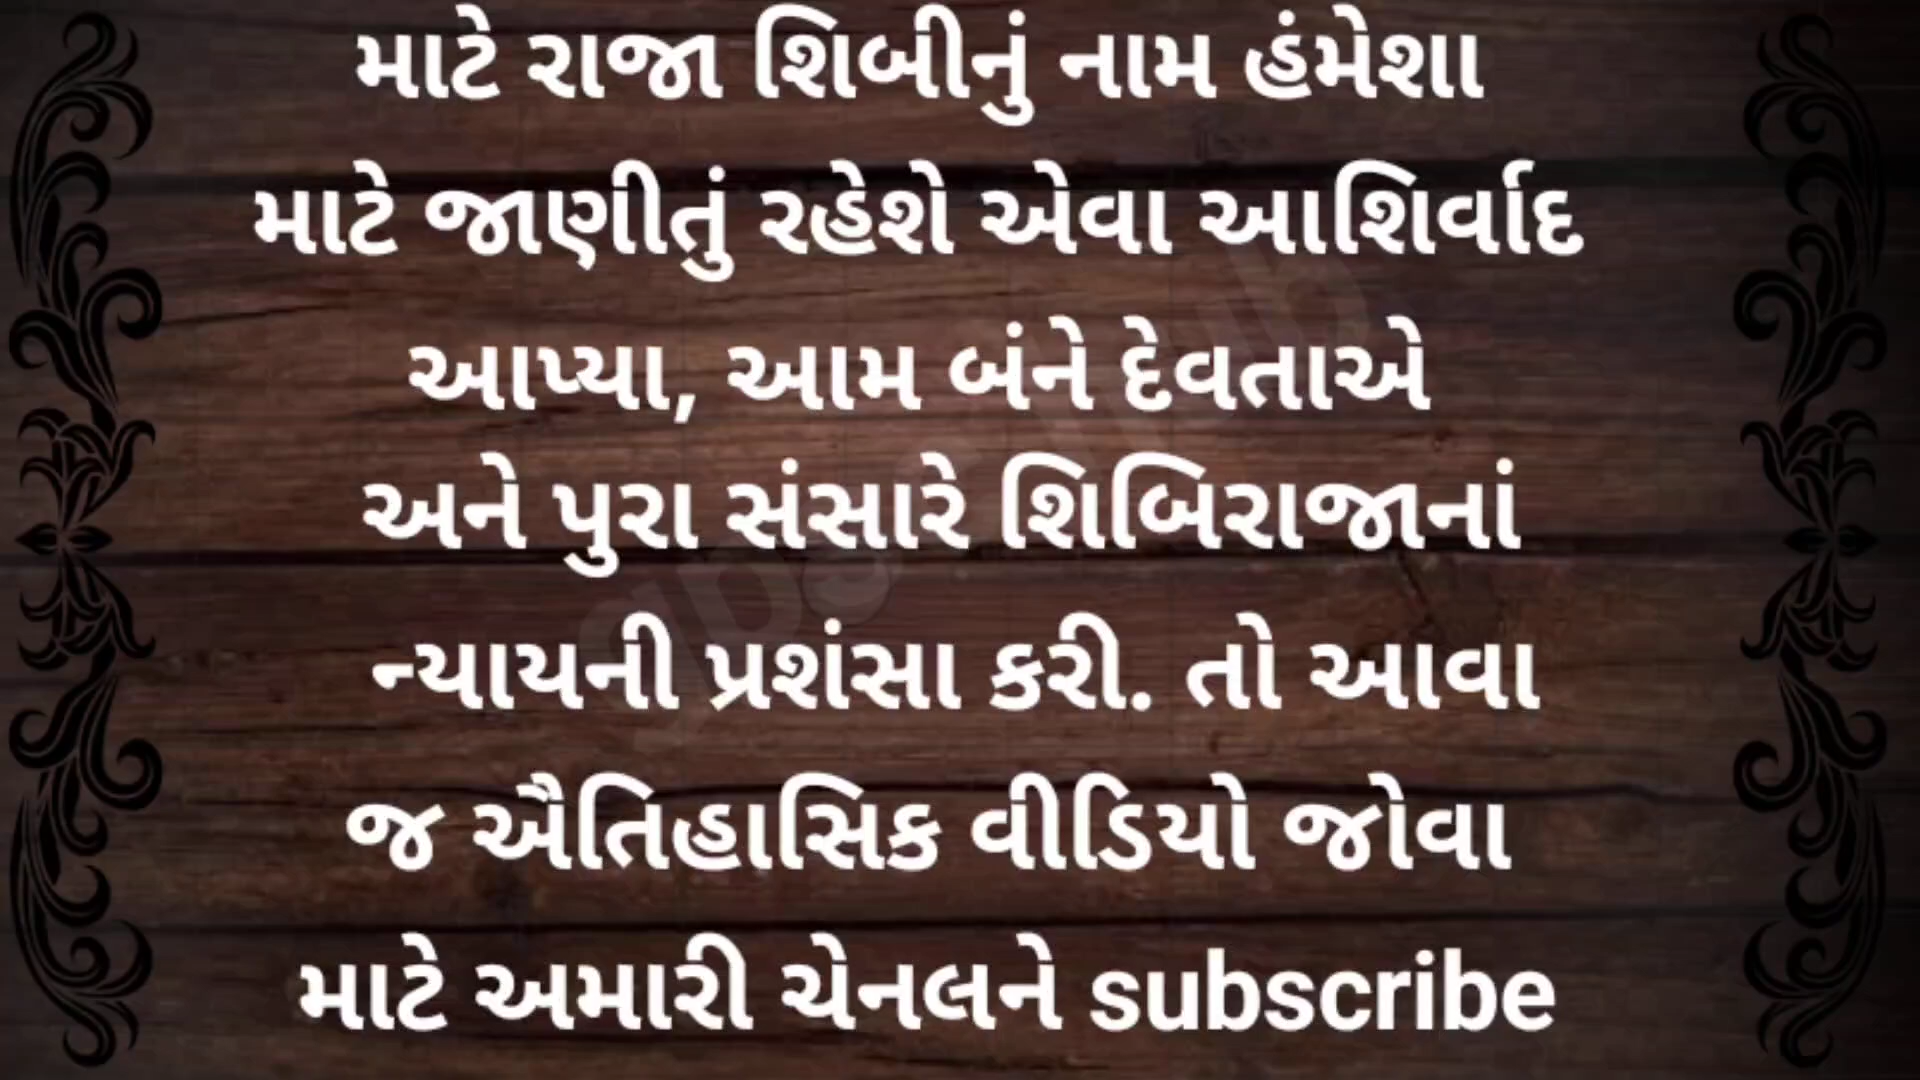 માટે રાજા શિબીનું નામ હંમેશા
માટે જાણીતું રહેશે એવા આશિર્વાદ
આપ્યા, આમ બંને દેવતાએ
અને પુરા સંસારે શિબિરાજાનાં
ન્યાયની પ્રશંસા કરી. તો આવા
જ ઐતિહાસિક વીડિયો જોવા
માટે અમારી ચેનલને subscribe